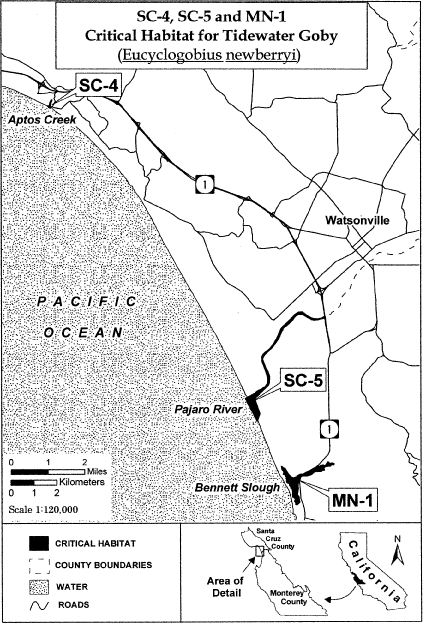 SC-4, SC-5 and MN-1
Critical Habitat for Tidewater Goby
(Eucyclogobius newberryi)
SC-4
Aptos Creek
1
Watsonville
PACIFIC
OCEAN
SC-5
Pajaro River
1
Bennett Slough
MN-1
0 1 2
Miles
Kilometers
0 1 2
Scale 1:120,000
CRITICAL HABITAT
COUNTY BOUNDARIES
WATER
ROADS
Santa
Cruz
County
Area of
Detail
Monterey
County
California
N